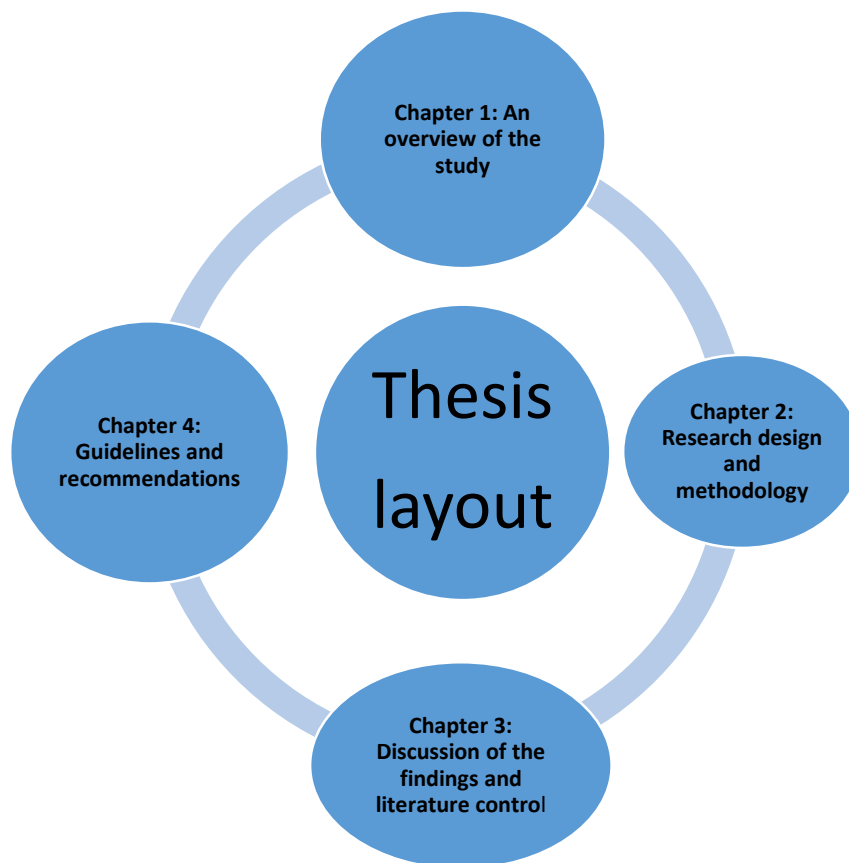 Chapter 1: An
overview of the
study
Thesis
layout
Chapter 2:
Research design
and
methodology
Chapter 3:
Discussion of the
findings and
literature control
Chapter 4:
Guidelines and
recommendations